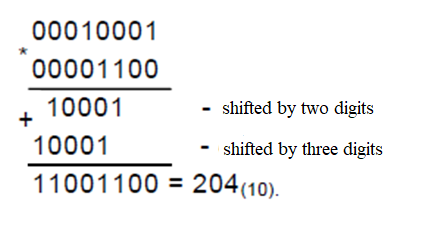 00010001
*
00001100
10001 - shifted by two digits
+
10001 - shifted by three digits
11001100 = 204(10).